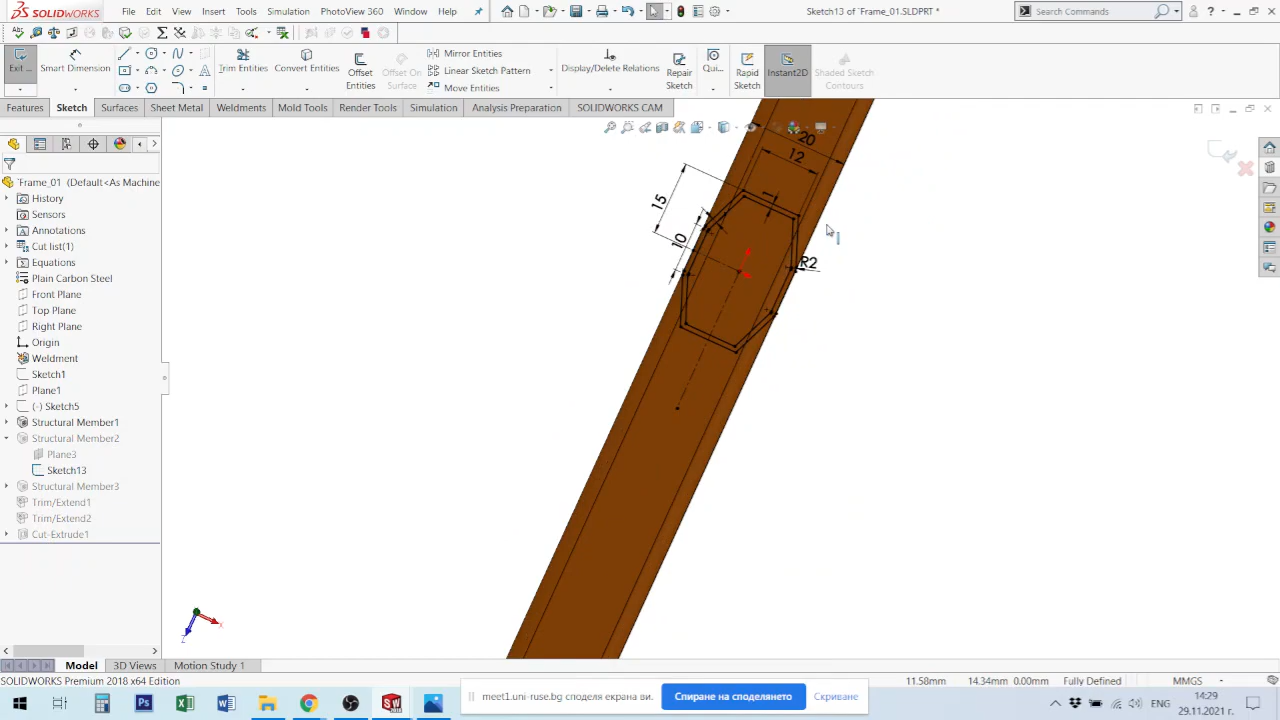 SOLIDWORKS File Edit View Insert Tools Simulation PhotoView 360 Window Help Sketch13 of 'Frame_01.SLDPRT' * Search Commands
Exit ... Smart Dimension Trim Entities Convert Entities Offset Entities Offset On Surface Mirror Entities Linear Sketch Pattern Move Entities Display/Delete Relations Repair Sketch Qui... Rapid Sketch Instant2D Shaded Sketch Contours
Features Sketch Surfaces Sheet Metal Weldments Mold Tools Render Tools Simulation Analysis Preparation SOLIDWORKS CAM
'Frame_01' (Default<As Machine
History
Sensors
Annotations
Cut list(1)
Equations
Plain Carbon Steel
Front Plane
Top Plane
Right Plane
Origin
Weldment
Sketch1
Plane1
(-) Sketch5
Structural Member1
Structural Member2
Plane3
Sketch13
Structural Member3
Trim/Extend1
Trim/Extend2
Cut-Extrude1
20
12
1
15
10
R2
X
Z
Model 3D Views Motion Study 1
SOLIDWORKS Premium 2018 x64 Edition 11.58mm 14.34mm 0.00mm Fully Defined MMGS
meet1.uni-ruse.bg споделя екрана ви. Спиране на споделянето Скриване
ENG 14:29
29.11.2021 г.